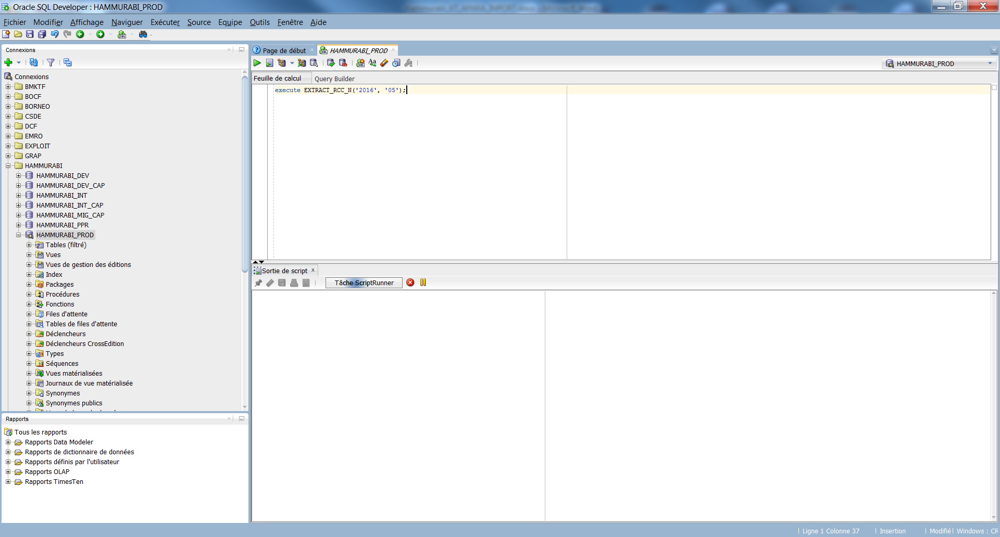 Oracle SQL Developer : HAMMURABI_PROD
Fichier Modifier Affichage Naviguer Exécuter Source Equipe Outils Fenêtre Aide
Connexions
Connexions
BMKTF
BOCF
BORNEO
CSDE
DCF
EMRO
EXPLOIT
GRAP
HAMMURABI
HAMMURABI_DEV
HAMMURABI_DEV_CAP
HAMMURABI_INT
HAMMURABI_INT_CAP
HAMMURABI_MIG_CAP
HAMMURABI_PPR
HAMMURABI_PROD
Tables (filtré)
Vues
Vues de gestion des éditions
Index
Packages
Procédures
Fonctions
Files d'attente
Tables de files d'attente
Déclencheurs
Déclencheurs CrossEdition
Types
Séquences
Vues matérialisées
Journaux de vue matérialisée
Synonymes
Synonymes publics
Rapports
Tous les rapports
Rapports Data Modeler
Rapports de dictionnaire de données
Rapports définis par l'utilisateur
Rapports OLAP
Rapports TimesTen
Page de début HAMMURABI_PROD
HAMMURABI_PROD
Feuille de calcul Query Builder
execute EXTRACT_RCC_N('2016', '05');
Sortie de script
Tâche ScriptRunner
Ligne 1 Colonne 37 Insertion Modifié Windows : CF